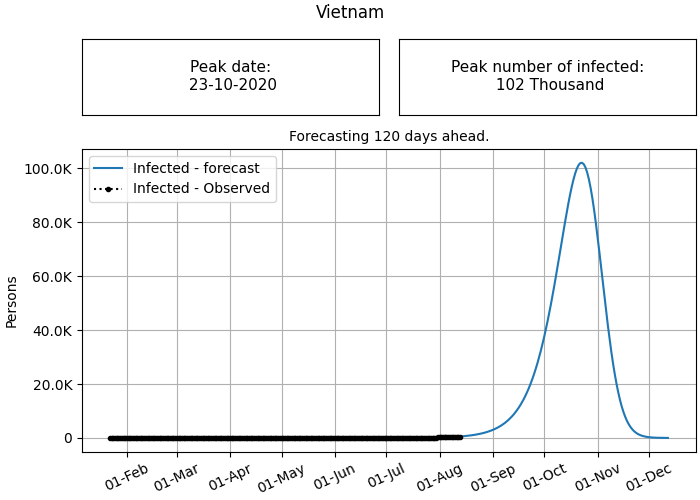 Vietnam
Peak date:
23-10-2020
Peak number of infected:
102 Thousand
Forecasting 120 days ahead.
Infected - forecast
Infected - Observed
100.0K
80.0K
60.0K
40.0K
20.0K
0
Persons
01-Feb
01-Mar
01-Apr
01-May
01-Jun
01-Jul
01-Aug
01-Sep
01-Oct
01-Nov
01-Dec